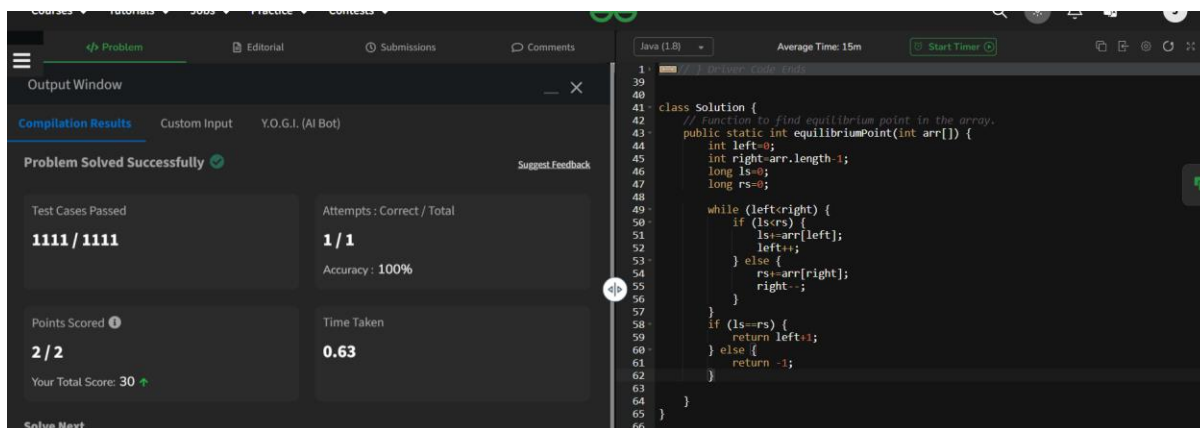 Courses Tutorials Jobs Practice Contests
</> Problem Editorial Submissions Comments
Output Window
Compilation Results Custom Input Y.O.G.I. (AI Bot)
Problem Solved Successfully Suggest Feedback
Test Cases Passed
1111 / 1111
Attempts : Correct / Total
1 / 1
Accuracy : 100%
Points Scored
2 / 2
Your Total Score: 30
Time Taken
0.63
Solve Next
Java (1.8) Average Time: 15m Start Timer
1 // } Driver Code Ends
39
40
41 class Solution {
42 // Function to find equilibrium point in the array.
43 public static int equilibriumPoint(int arr[]) {
44 int left=0;
45 int right=arr.length-1;
46 long ls=0;
47 long rs=0;
48
49 while (left<right) {
50 if (ls<rs) {
51 ls+=arr[left];
52 left++;
53 } else {
54 rs+=arr[right];
55 right--;
56 }
57 }
58 if (ls==rs) {
59 return left+1;
60 } else {
61 return -1;
62 }
63
64 }
65 }
66